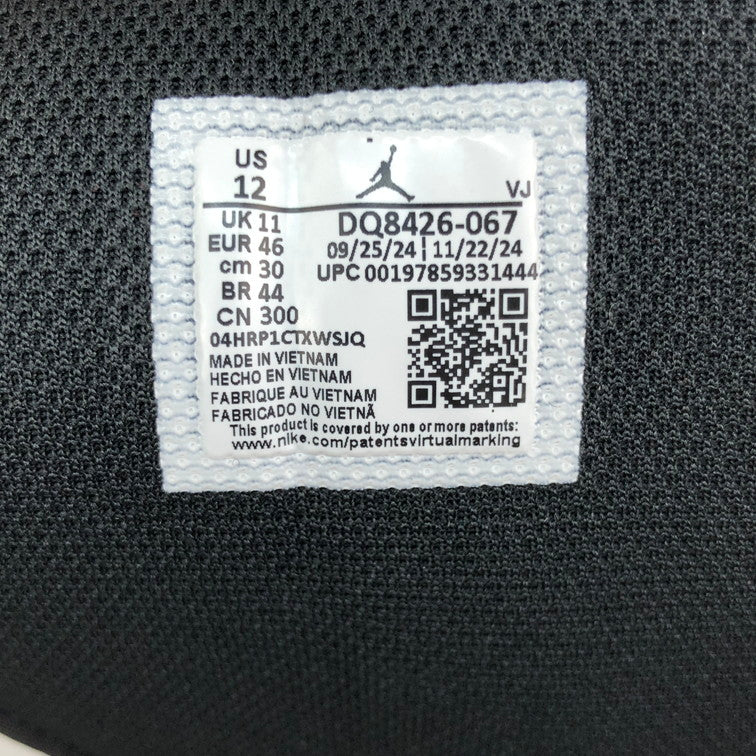 US
12
VJ
UK 11
DQ8426-067
EUR 46
09/25/24 | 11/22/24
cm 30
UPC 00197859331444
BR 44
CN 300
04HRP1CTXWSJQ
MADE IN VIETNAM
HECHO EN VIETNAM
FABRIQUE AU VIETNAM
FABRICADO NO VIETNÃ
This product is covered by one or more patents:
www.nike.com/patentsvirtualmarking